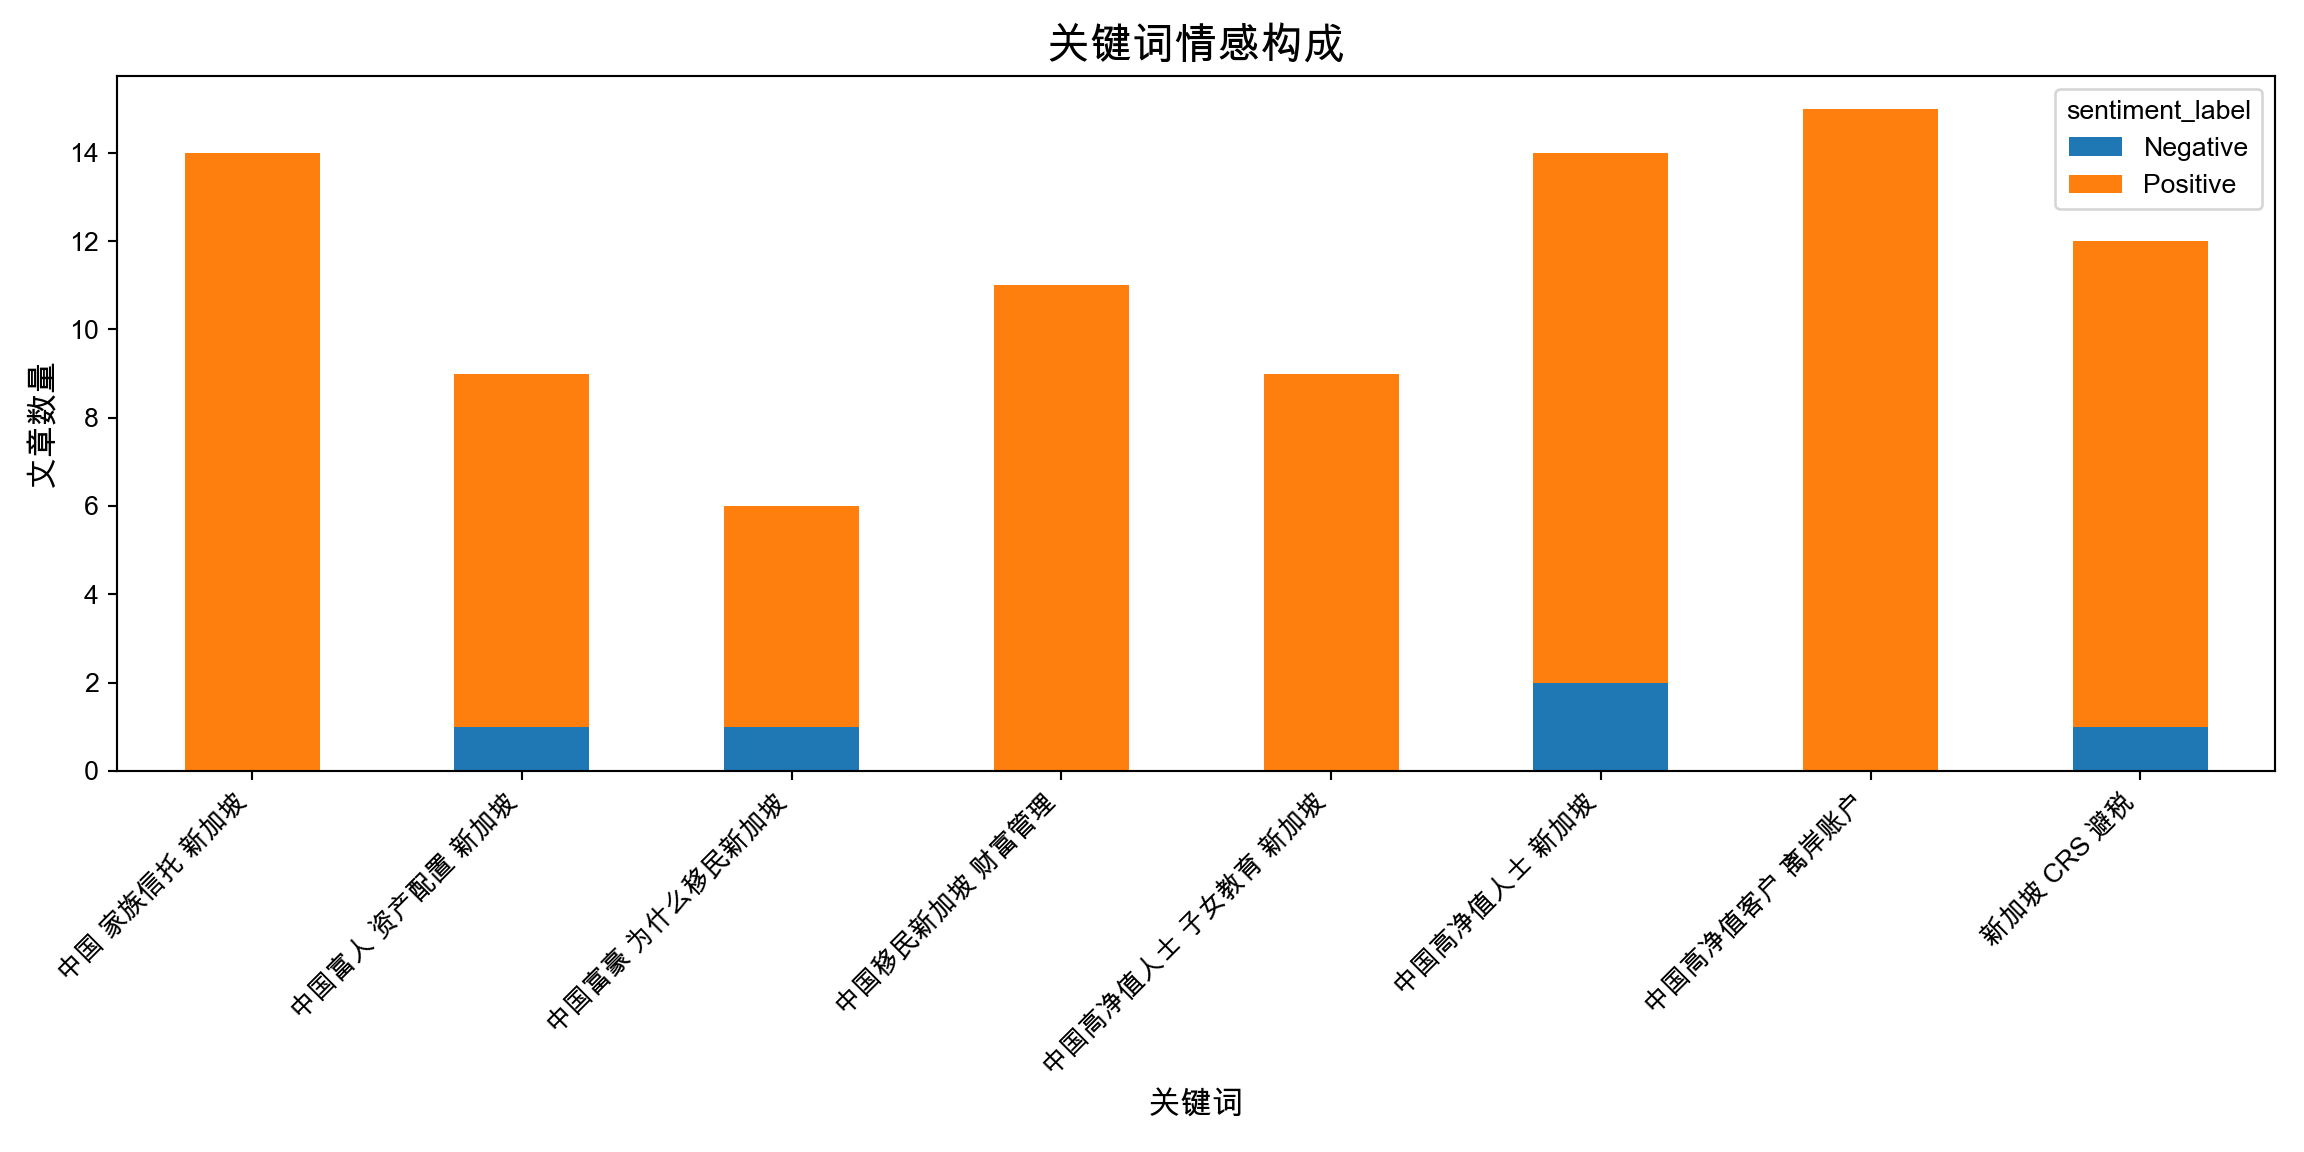 关键词情感构成
sentiment_label
Negative
Positive
文章数量
14
12
10
8
6
4
2
0
中国 家族信托 新加坡
中国富人 资产配置 新加坡
中国富豪 为什么移民新加坡
中国移民新加坡 财富管理
中国高净值人士 子女教育 新加坡
中国高净值人士 新加坡
中国高净值客户 离岸账户
新加坡 CRS 避税
关键词